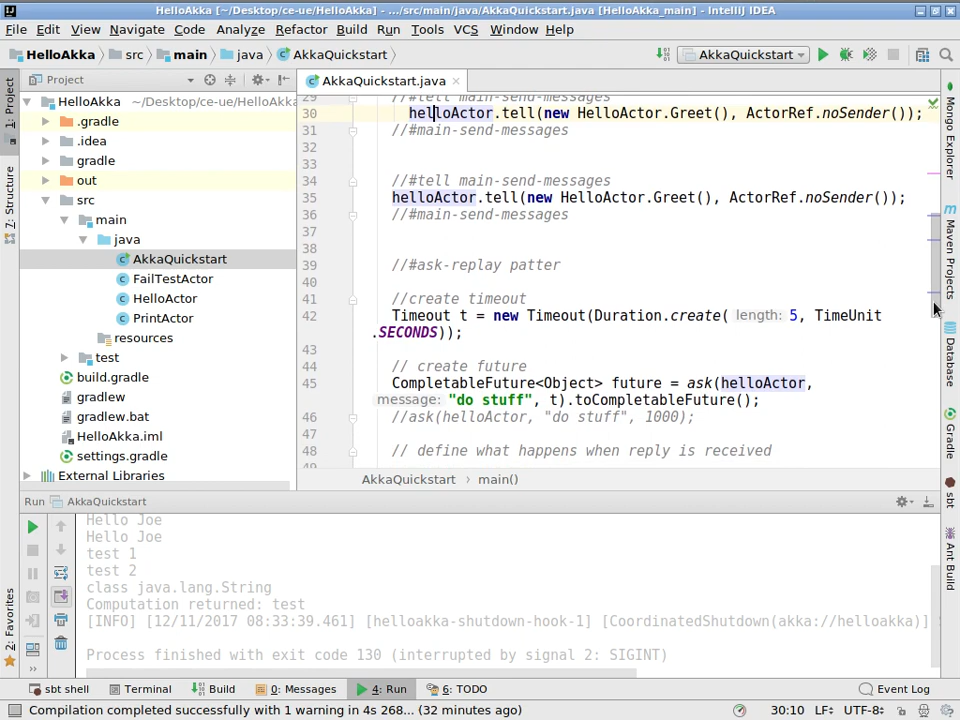 HelloAkka [~/Desktop/ce-ue/HelloAkka] - .../src/main/java/AkkaQuickstart.java [HelloAkka_main] - IntelliJ IDEA
File Edit View Navigate Code Analyze Refactor Build Run Tools VCS Window Help
HelloAkka src main java AkkaQuickstart AkkaQuickstart
1: Project
7: Structure
2: Favorites
Project
HelloAkka ~/Desktop/ce-ue/HelloAkka
.gradle
.idea
gradle
out
src
main
java
AkkaQuickstart
FailTestActor
HelloActor
PrintActor
resources
test
build.gradle
gradlew
gradlew.bat
HelloAkka.iml
settings.gradle
External Libraries
AkkaQuickstart.java
29 //#tell main-send-messages
30 helloActor.tell(new HelloActor.Greet(), ActorRef.noSender());
31 //#main-send-messages
32
33
34 //#tell main-send-messages
35 helloActor.tell(new HelloActor.Greet(), ActorRef.noSender());
36 //#main-send-messages
37
38
39 //#ask-replay patter
40
41 //create timeout
42 Timeout t = new Timeout(Duration.create( length: 5, TimeUnit
.SECONDS));
43
44 // create future
45 CompletableFuture<Object> future = ask(helloActor,
message: "do stuff", t).toCompletableFuture();
46 //ask(helloActor, "do stuff", 1000);
47
48 // define what happens when reply is received
49
AkkaQuickstart › main()
Mongo Explorer
Maven Projects
Database
Gradle
sbt
Ant Build
Run AkkaQuickstart
Hello Joe
Hello Joe
test 1
test 2
class java.lang.String
Computation returned: test
[INFO] [12/11/2017 08:33:39.461] [helloakka-shutdown-hook-1] [CoordinatedShutdown(akka://helloakka)]
Process finished with exit code 130 (interrupted by signal 2: SIGINT)
sbt shell Terminal Build 0: Messages 4: Run 6: TODO Event Log
Compilation completed successfully with 1 warning in 4s 268... (32 minutes ago) 30:10 LF÷ UTF-8÷